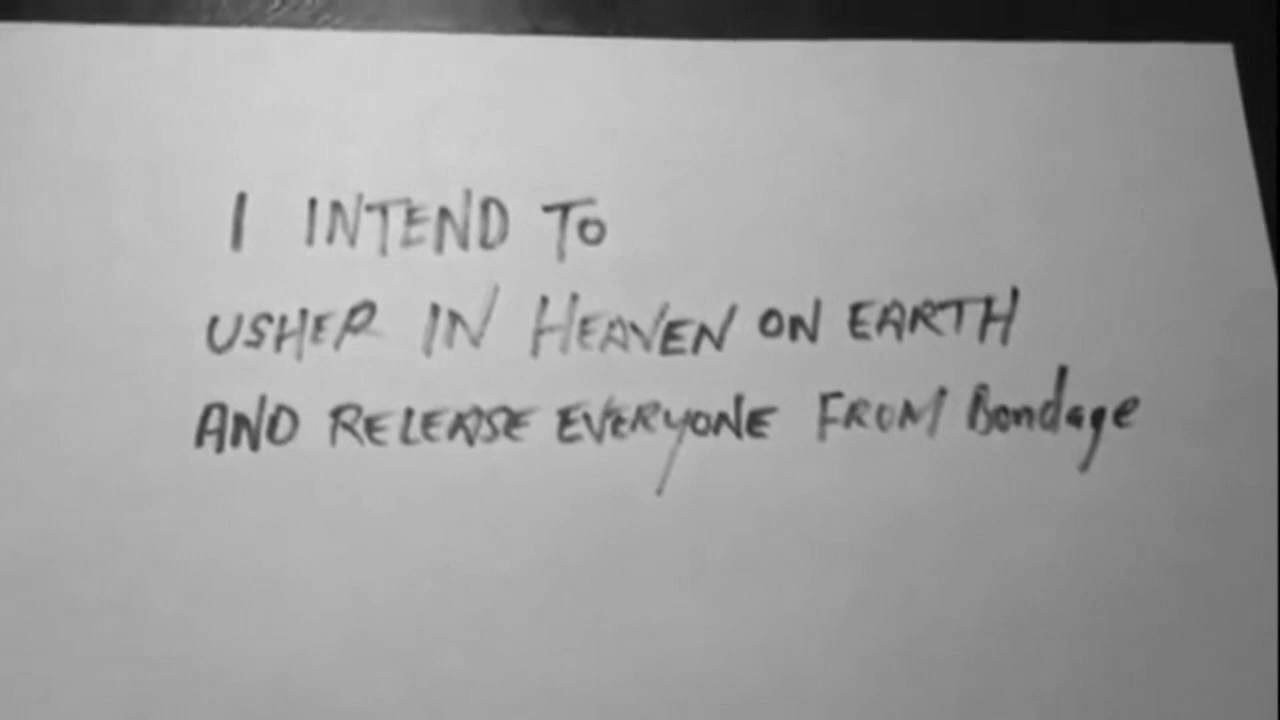 I INTEND TO
USHER IN HEAVEN ON EARTH
AND RELEASE EVERYONE FROM Bondage